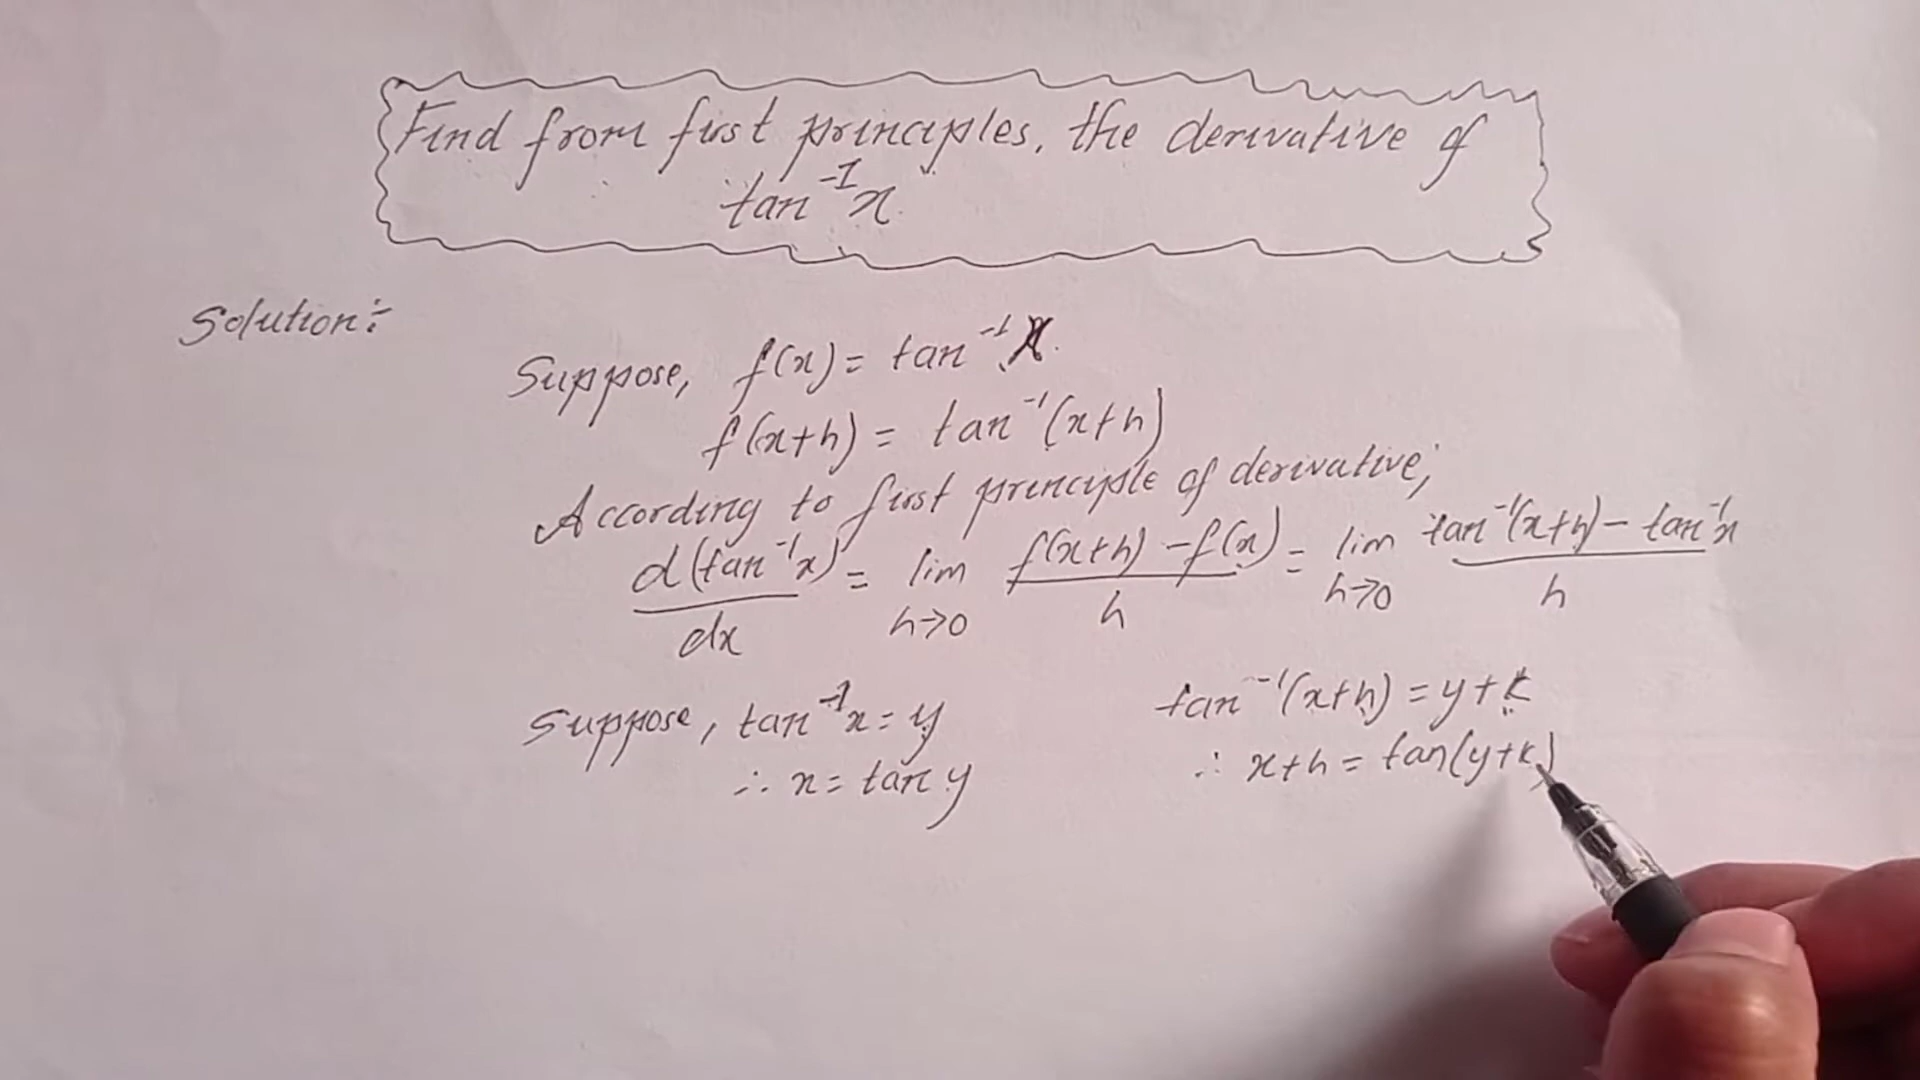 Find from first principles, the derivative of
tan⁻¹x.
Solution:-
Suppose, f(x) = tan⁻¹x.
f(x+h) = tan⁻¹(x+h)
According to first principle of derivative;
d(tan⁻¹x)/dx = lim h→0 f(x+h) - f(x)/h = lim h→0 tan⁻¹(x+h) - tan⁻¹x/h
Suppose, tan⁻¹x = y tan⁻¹(x+h) = y+k
∴ x = tan y ∴ x+h = tan(y+k)